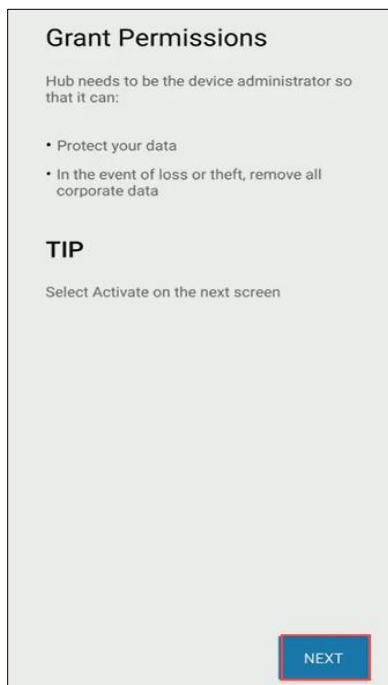 Grant Permissions
Hub needs to be the device administrator so
that it can:
• Protect your data
• In the event of loss or theft, remove all
corporate data
TIP
Select Activate on the next screen
NEXT